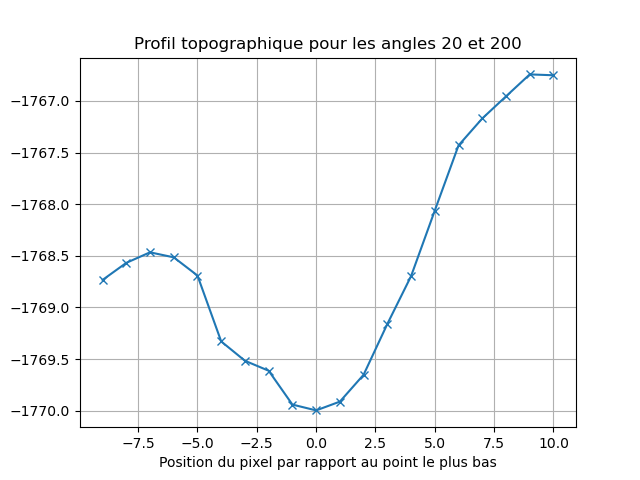 Profil topographique pour les angles 20 et 200
−1767.0
−1767.5
−1768.0
−1768.5
−1769.0
−1769.5
−1770.0
−7.5 −5.0 −2.5 0.0 2.5 5.0 7.5 10.0
Position du pixel par rapport au point le plus bas